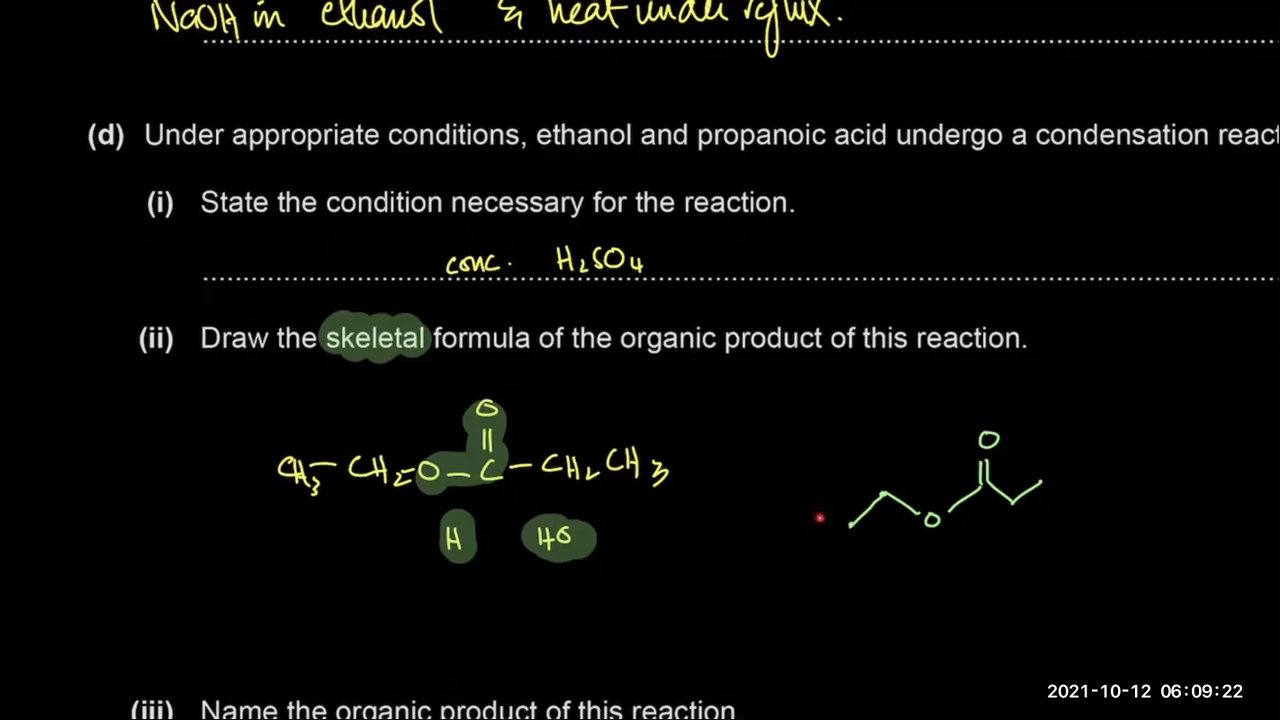 NaOH in ethanol & heat under reflux.
(d) Under appropriate conditions, ethanol and propanoic acid undergo a condensation react
(i) State the condition necessary for the reaction.
conc. H₂SO₄
(ii) Draw the skeletal formula of the organic product of this reaction.
O
||
CH₃ — CH₂ – O — C — CH₂CH₃
H HO
O
O
2021-10-12 06:09:22
(iii) Name the organic product of this reaction